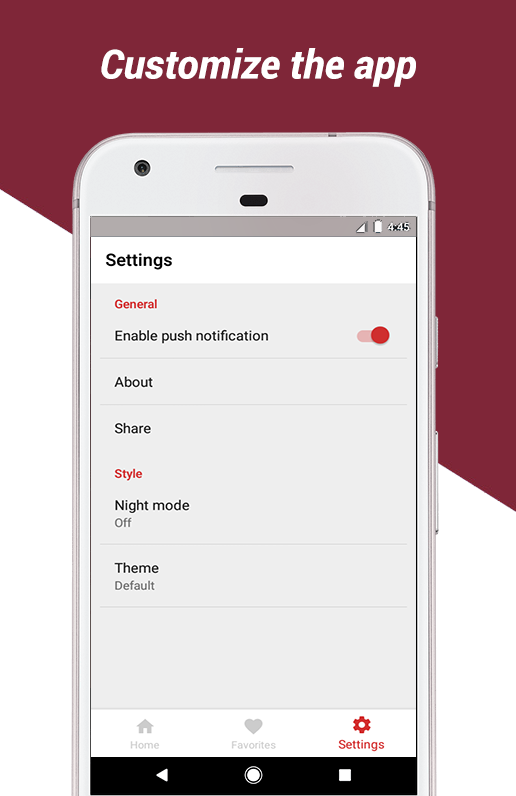 Customize the app
4:45
Settings
General
Enable push notification
About
Share
Style
Night mode
Off
Theme
Default
Home
Favorites
Settings